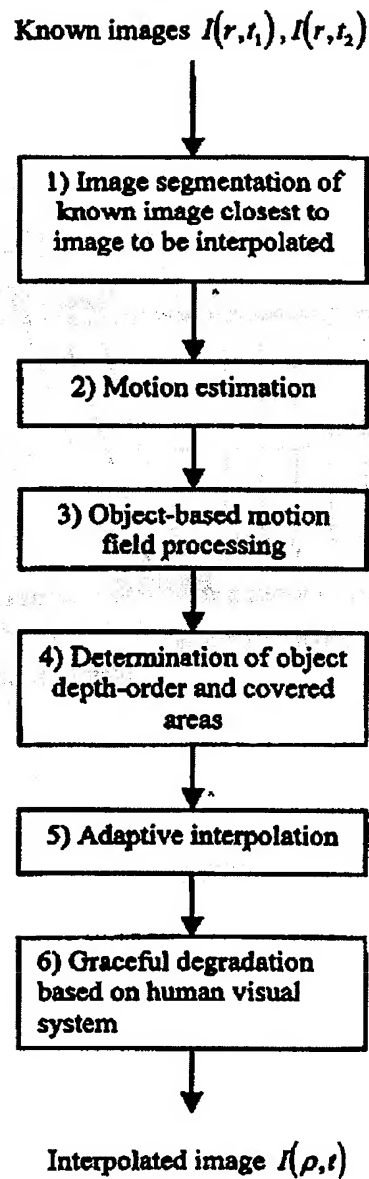 Known images I(r,t₁), I(r,t₂)
1) Image segmentation of
known image closest to
image to be interpolated
2) Motion estimation
3) Object-based motion
field processing
4) Determination of object
depth-order and covered
areas
5) Adaptive interpolation
6) Graceful degradation
based on human visual
system
Interpolated image I(ρ,t)